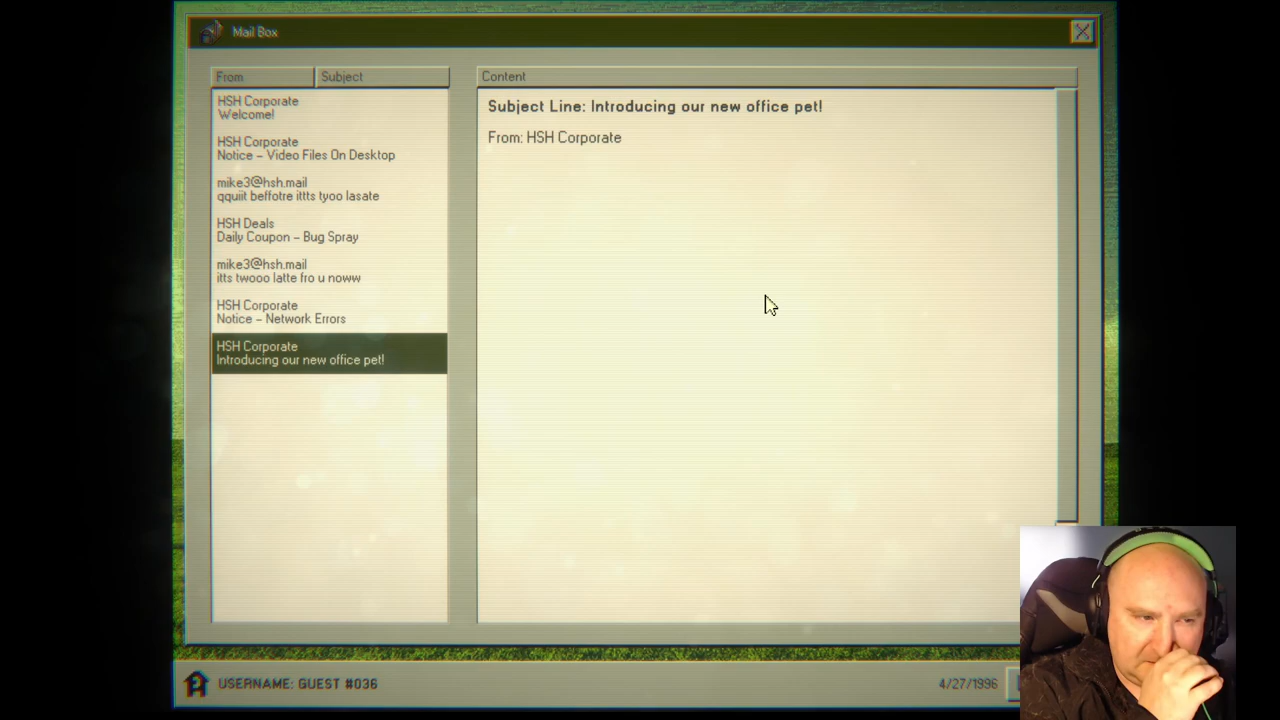 Mail Box
From Subject Content
HSH Corporate
Welcome!
HSH Corporate
Notice - Video Files On Desktop
mike3@hsh.mail
qquiit beffotre ittts tyoo lasate
HSH Deals
Daily Coupon - Bug Spray
mike3@hsh.mail
itts twooo latte fro u noww
HSH Corporate
Notice - Network Errors
HSH Corporate
Introducing our new office pet!
Subject Line: Introducing our new office pet!
From: HSH Corporate
USERNAME: GUEST #036
4/27/1996